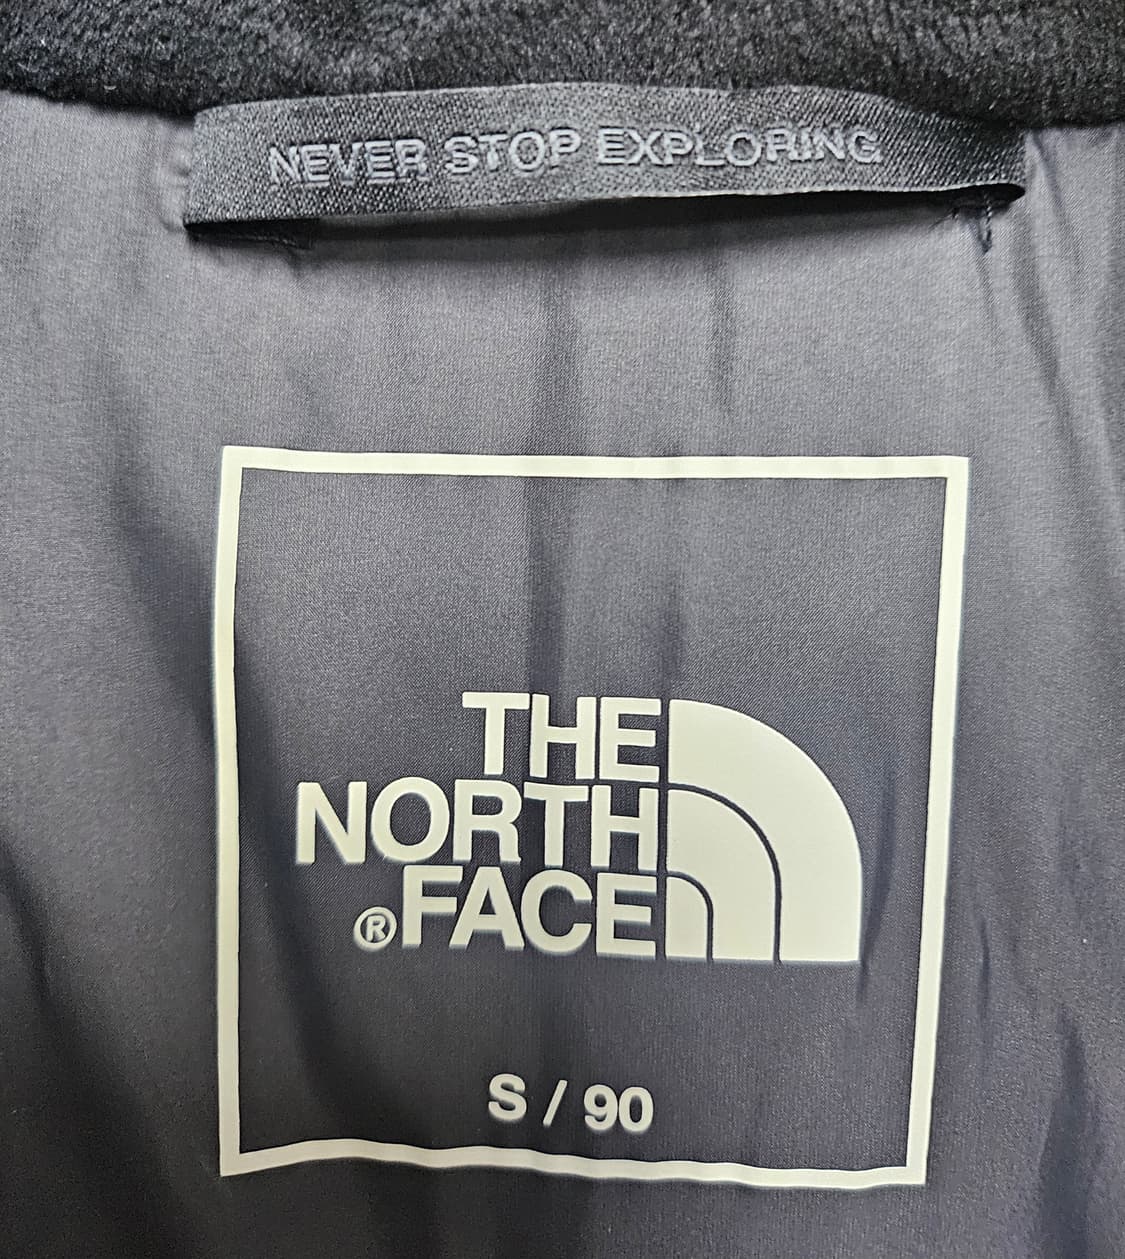 NEVER STOP EXPLORING
THE
NORTH
®FACE
S / 90